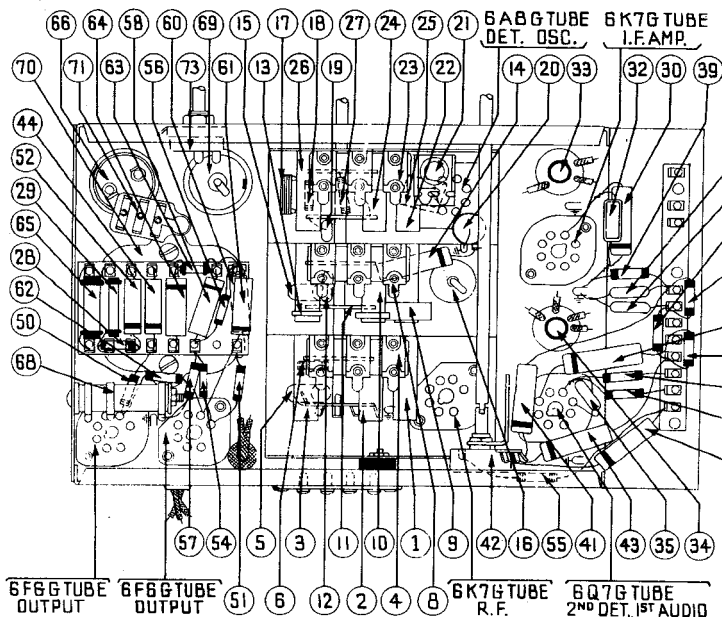 6A8G TUBE 6K7G TUBE
DET. OSC. I.F. AMP.
66 64 58 60 69 15 17 18 27 24 25 21
71 63 56 73 61 13 26 19 23 22 14 20 33 32 30 39
70
44
52
29
65
28
62
50
68
57 54 5 3 11 10 1 9 42 16 55 41 43 35 34
51 6 12 2 4 8
6F6G TUBE 6F6G TUBE 6K7G TUBE 6Q7G TUBE
OUTPUT OUTPUT R.F. 2ND DET. 1ST AUDIO